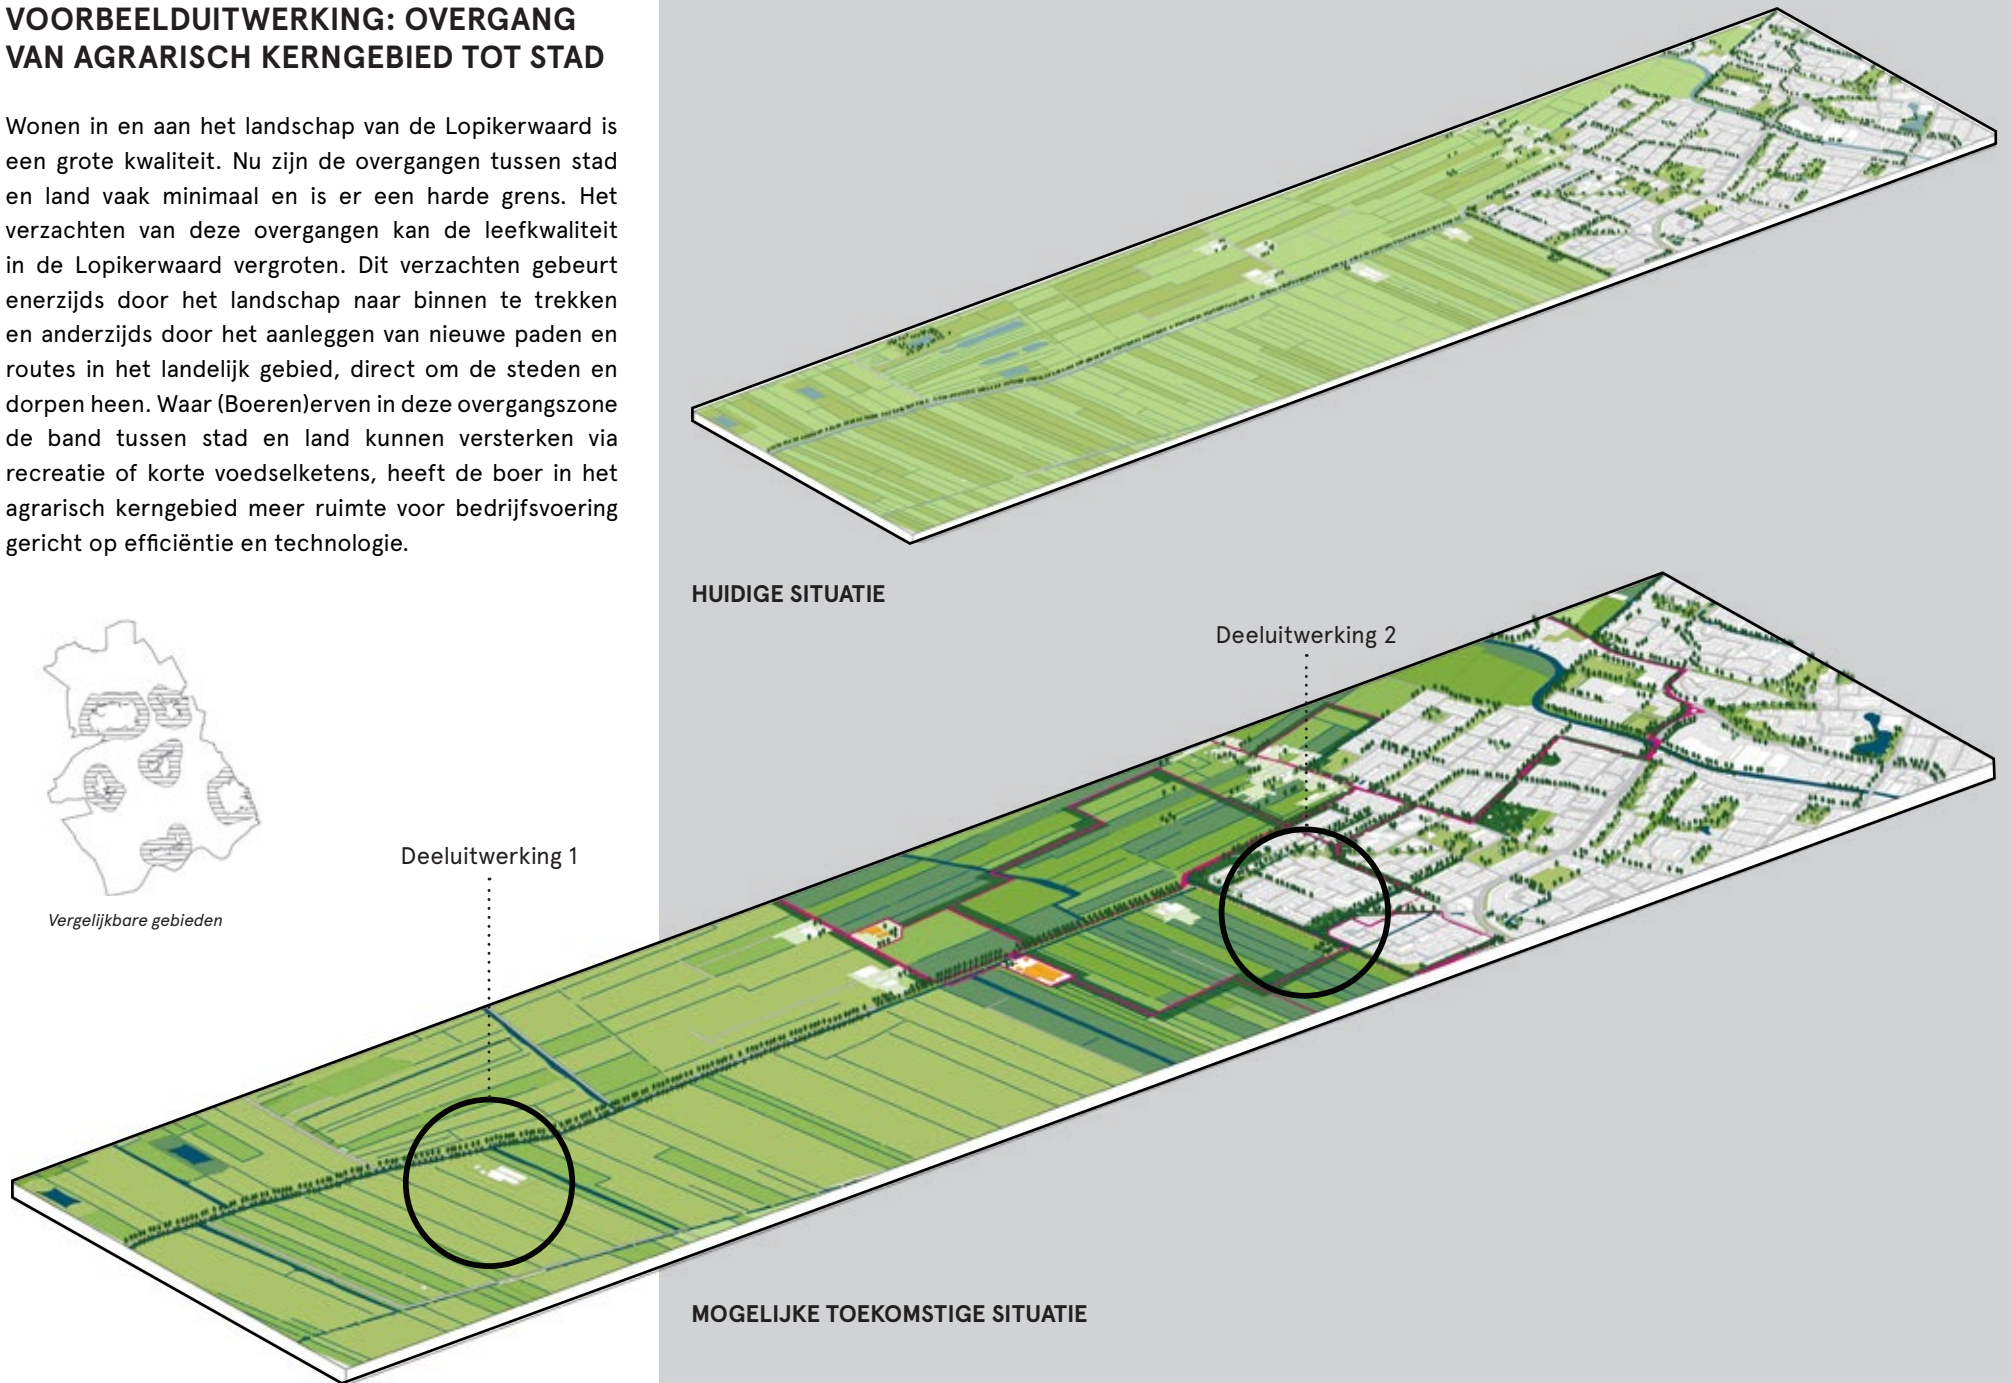 VOORBEELDUITWERKING: OVERGANG
VAN AGRARISCH KERNGEBIED TOT STAD
Wonen in en aan het landschap van de Lopikerwaard is
een grote kwaliteit. Nu zijn de overgangen tussen stad
en land vaak minimaal en is er een harde grens. Het
verzachten van deze overgangen kan de leefkwaliteit
in de Lopikerwaard vergroten. Dit verzachten gebeurt
enerzijds door het landschap naar binnen te trekken
en anderzijds door het aanleggen van nieuwe paden en
routes in het landelijk gebied, direct om de steden en
dorpen heen. Waar (Boeren)erven in deze overgangszone
de band tussen stad en land kunnen versterken via
recreatie of korte voedselketens, heeft de boer in het
agrarisch kerngebied meer ruimte voor bedrijfsvoering
gericht op efficiëntie en technologie.
HUIDIGE SITUATIE
Deeluitwerking 2
Deeluitwerking 1
Vergelijkbare gebieden
MOGELIJKE TOEKOMSTIGE SITUATIE